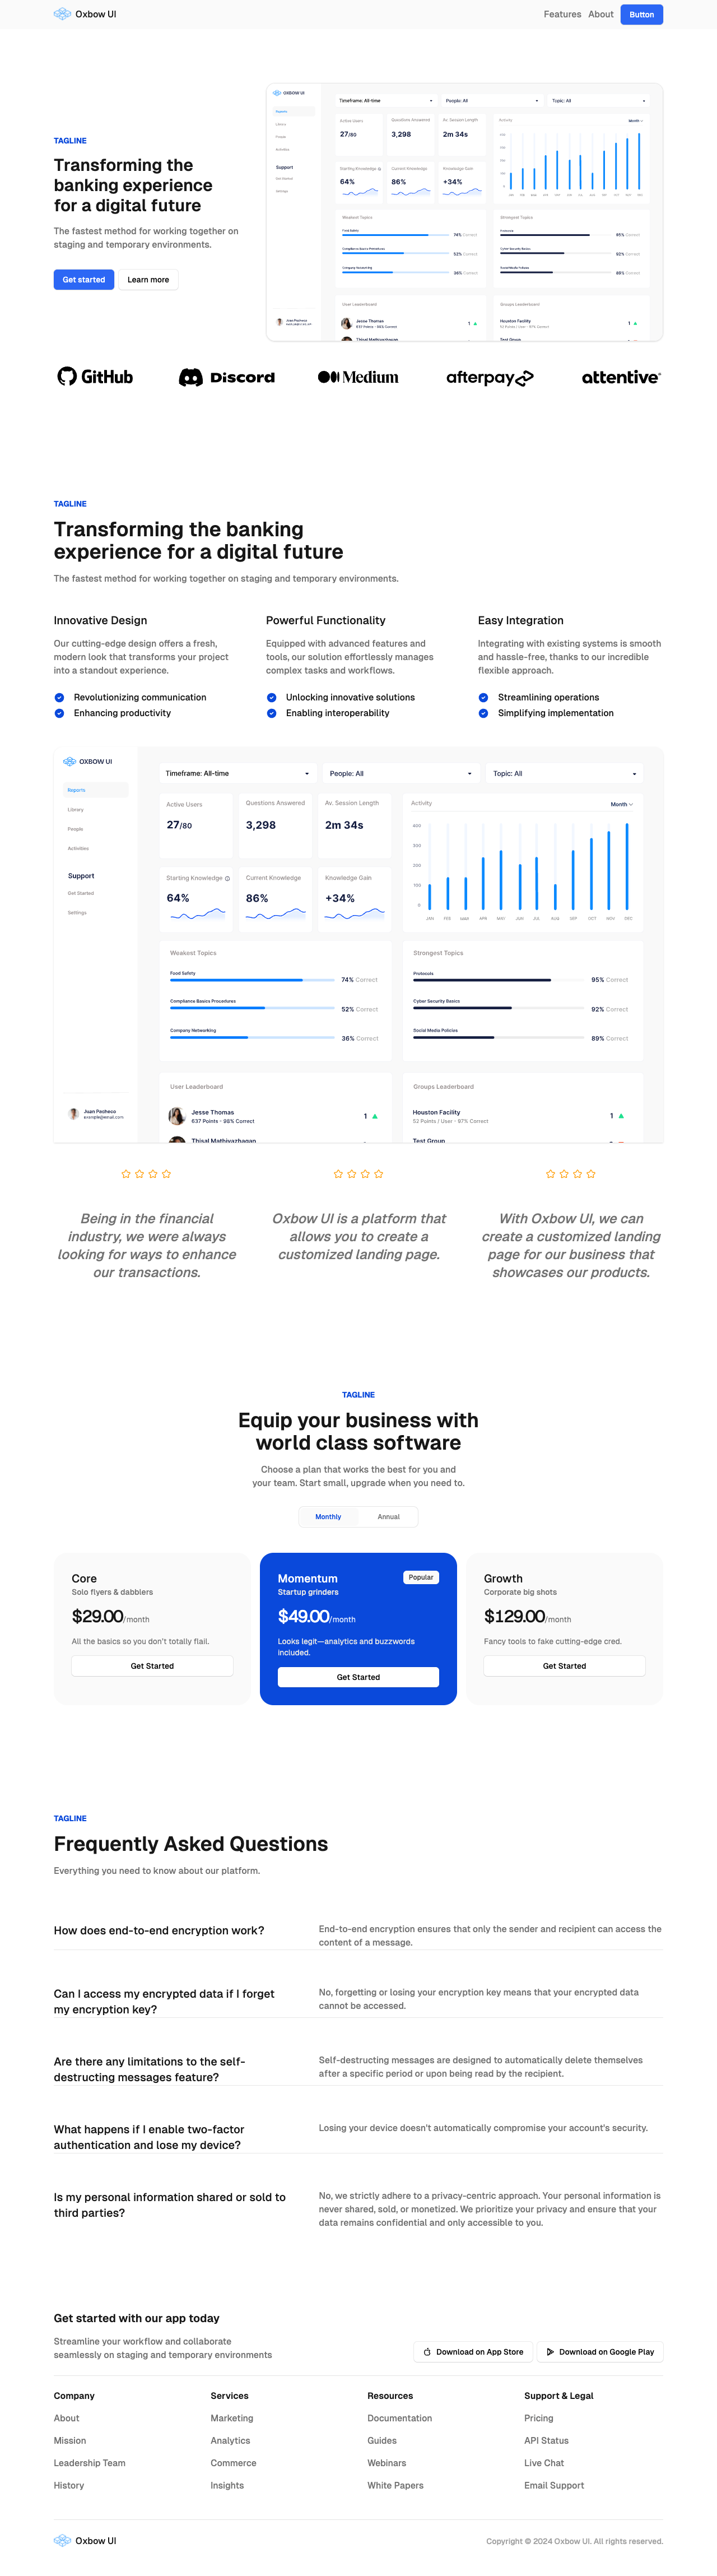 Oxbow UI
Features
About
Button
TAGLINE
Transforming the
banking experience
for a digital future
The fastest method for working together on
staging and temporary environments.
Get started
Learn more
OXBOW UI
Reports
Library
People
Activities
Support
Get Started
Settings
Juan Pacheco
Timeframe: All-time
People: All
Topic: All
Active Users
27/80
Questions Answered
3,298
Av. Session Length
2m 34s
Starting Knowledge
64%
Current Knowledge
86%
Knowledge Gain
+34%
Activity
Month
Weakest Topics
Food Safety
74% Correct
Compliance Basics Procedures
52% Correct
Company Networking
36% Correct
Strongest Topics
Protocols
95% Correct
Cyber Security Basics
92% Correct
Social Media Policies
89% Correct
User Leaderboard
Jesse Thomas
637 Points - 98% Correct
1
Thisal Mathiyazhagan
Groups Leaderboard
Houston Facility
52 Points / User - 97% Correct
1
Test Group
GitHub
Discord
Medium
afterpay
attentive
TAGLINE
Transforming the banking
experience for a digital future
The fastest method for working together on staging and temporary environments.
Innovative Design
Our cutting-edge design offers a fresh,
modern look that transforms your project
into a standout experience.
Revolutionizing communication
Enhancing productivity
Powerful Functionality
Equipped with advanced features and
tools, our solution effortlessly manages
complex tasks and workflows.
Unlocking innovative solutions
Enabling interoperability
Easy Integration
Integrating with existing systems is smooth
and hassle-free, thanks to our incredible
flexible approach.
Streamlining operations
Simplifying implementation
OXBOW UI
Reports
Library
People
Activities
Support
Get Started
Settings
Juan Pacheco
example@email.com
Timeframe: All-time
People: All
Topic: All
Active Users
27/80
Questions Answered
3,298
Av. Session Length
2m 34s
Starting Knowledge
64%
Current Knowledge
86%
Knowledge Gain
+34%
Activity
Month
400
300
200
100
0
JAN FEB MAR APR MAY JUN JUL AUG SEP OCT NOV DEC
Weakest Topics
Food Safety
74% Correct
Compliance Basics Procedures
52% Correct
Company Networking
36% Correct
Strongest Topics
Protocols
95% Correct
Cyber Security Basics
92% Correct
Social Media Policies
89% Correct
User Leaderboard
Jesse Thomas
637 Points - 98% Correct
1
Thisal Mathiyazhagan
Groups Leaderboard
Houston Facility
52 Points / User - 97% Correct
1
Test Group
Being in the financial
industry, we were always
looking for ways to enhance
our transactions.
Oxbow UI is a platform that
allows you to create a
customized landing page.
With Oxbow UI, we can
create a customized landing
page for our business that
showcases our products.
TAGLINE
Equip your business with
world class software
Choose a plan that works the best for you and
your team. Start small, upgrade when you need to.
Monthly
Annual
Core
Solo flyers & dabblers
$29.00/month
All the basics so you don't totally flail.
Get Started
Momentum
Popular
Startup grinders
$49.00/month
Looks legit—analytics and buzzwords
included.
Get Started
Growth
Corporate big shots
$129.00/month
Fancy tools to fake cutting-edge cred.
Get Started
TAGLINE
Frequently Asked Questions
Everything you need to know about our platform.
How does end-to-end encryption work?
End-to-end encryption ensures that only the sender and recipient can access the
content of a message.
Can I access my encrypted data if I forget
my encryption key?
No, forgetting or losing your encryption key means that your encrypted data
cannot be accessed.
Are there any limitations to the self-
destructing messages feature?
Self-destructing messages are designed to automatically delete themselves
after a specific period or upon being read by the recipient.
What happens if I enable two-factor
authentication and lose my device?
Losing your device doesn't automatically compromise your account's security.
Is my personal information shared or sold to
third parties?
No, we strictly adhere to a privacy-centric approach. Your personal information is
never shared, sold, or monetized. We prioritize your privacy and ensure that your
data remains confidential and only accessible to you.
Get started with our app today
Streamline your workflow and collaborate
seamlessly on staging and temporary environments
Download on App Store
Download on Google Play
Company
About
Mission
Leadership Team
History
Services
Marketing
Analytics
Commerce
Insights
Resources
Documentation
Guides
Webinars
White Papers
Support & Legal
Pricing
API Status
Live Chat
Email Support
Oxbow UI
Copyright © 2024 Oxbow UI. All rights reserved.